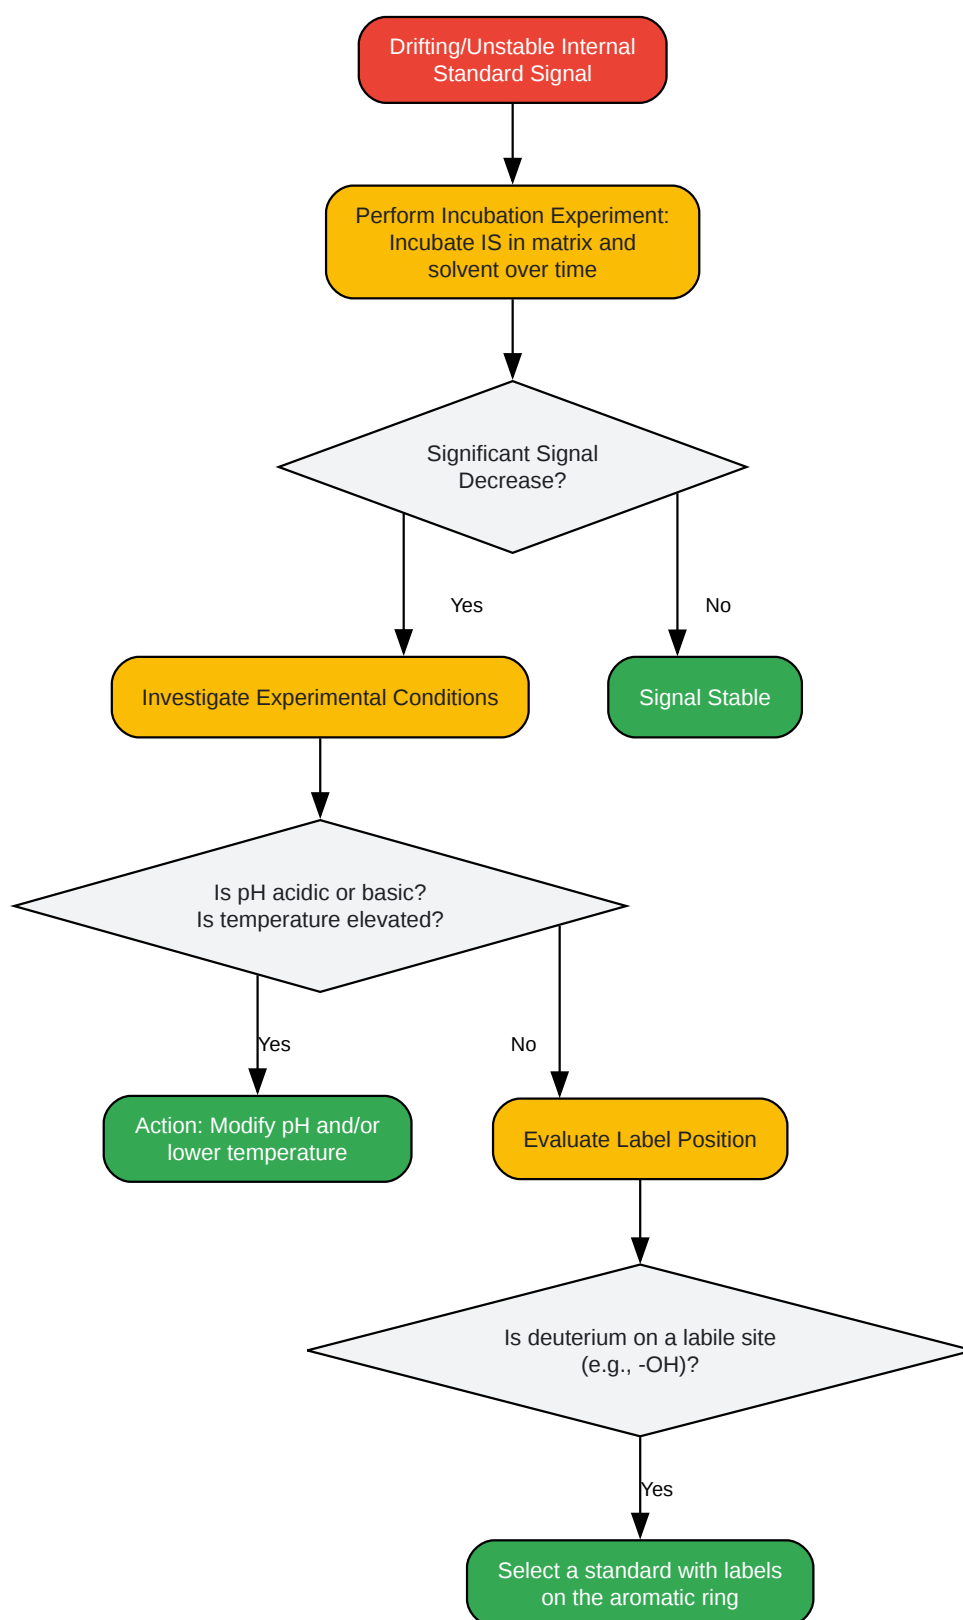 Drifting/Unstable Internal
Standard Signal
Perform Incubation Experiment:
Incubate IS in matrix and
solvent over time
Significant Signal
Decrease?
Yes
No
Investigate Experimental Conditions
Signal Stable
Is pH acidic or basic?
Is temperature elevated?
Yes
No
Action: Modify pH and/or
lower temperature
Evaluate Label Position
Is deuterium on a labile site
(e.g., -OH)?
Yes
Select a standard with labels
on the aromatic ring